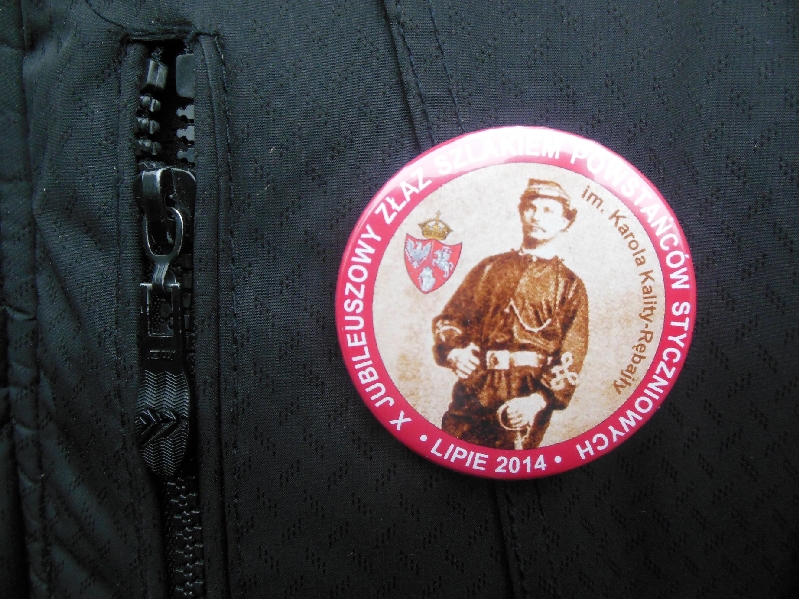 X JUBILEUSZOWY ZŁAZ SZLAKIEM POWSTAŃCÓW STYCZNIOWYCH
im. Karola Kality-Rębajły
• LIPIE 2014 •